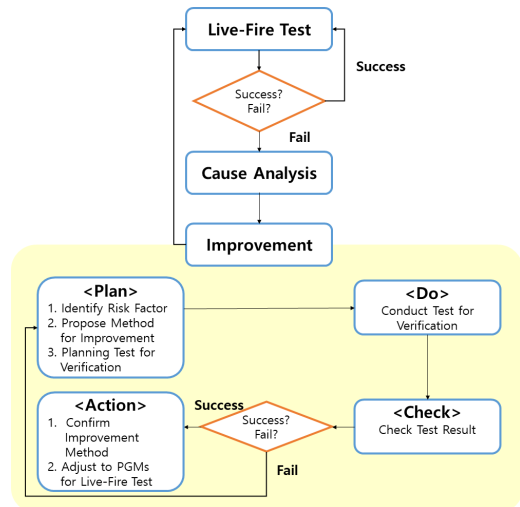 Live-Fire Test
Success
Success?
Fail?
Fail
Cause Analysis
Improvement
<Plan>
1. Identify Risk Factor
2. Propose Method
for Improvement
3. Planning Test for
Verification
<Do>
Conduct Test for
Verification
<Action>
1. Confirm
Improvement
Method
2. Adjust to PGMs
for Live-Fire Test
Success
Success?
Fail?
Fail
<Check>
Check Test Result